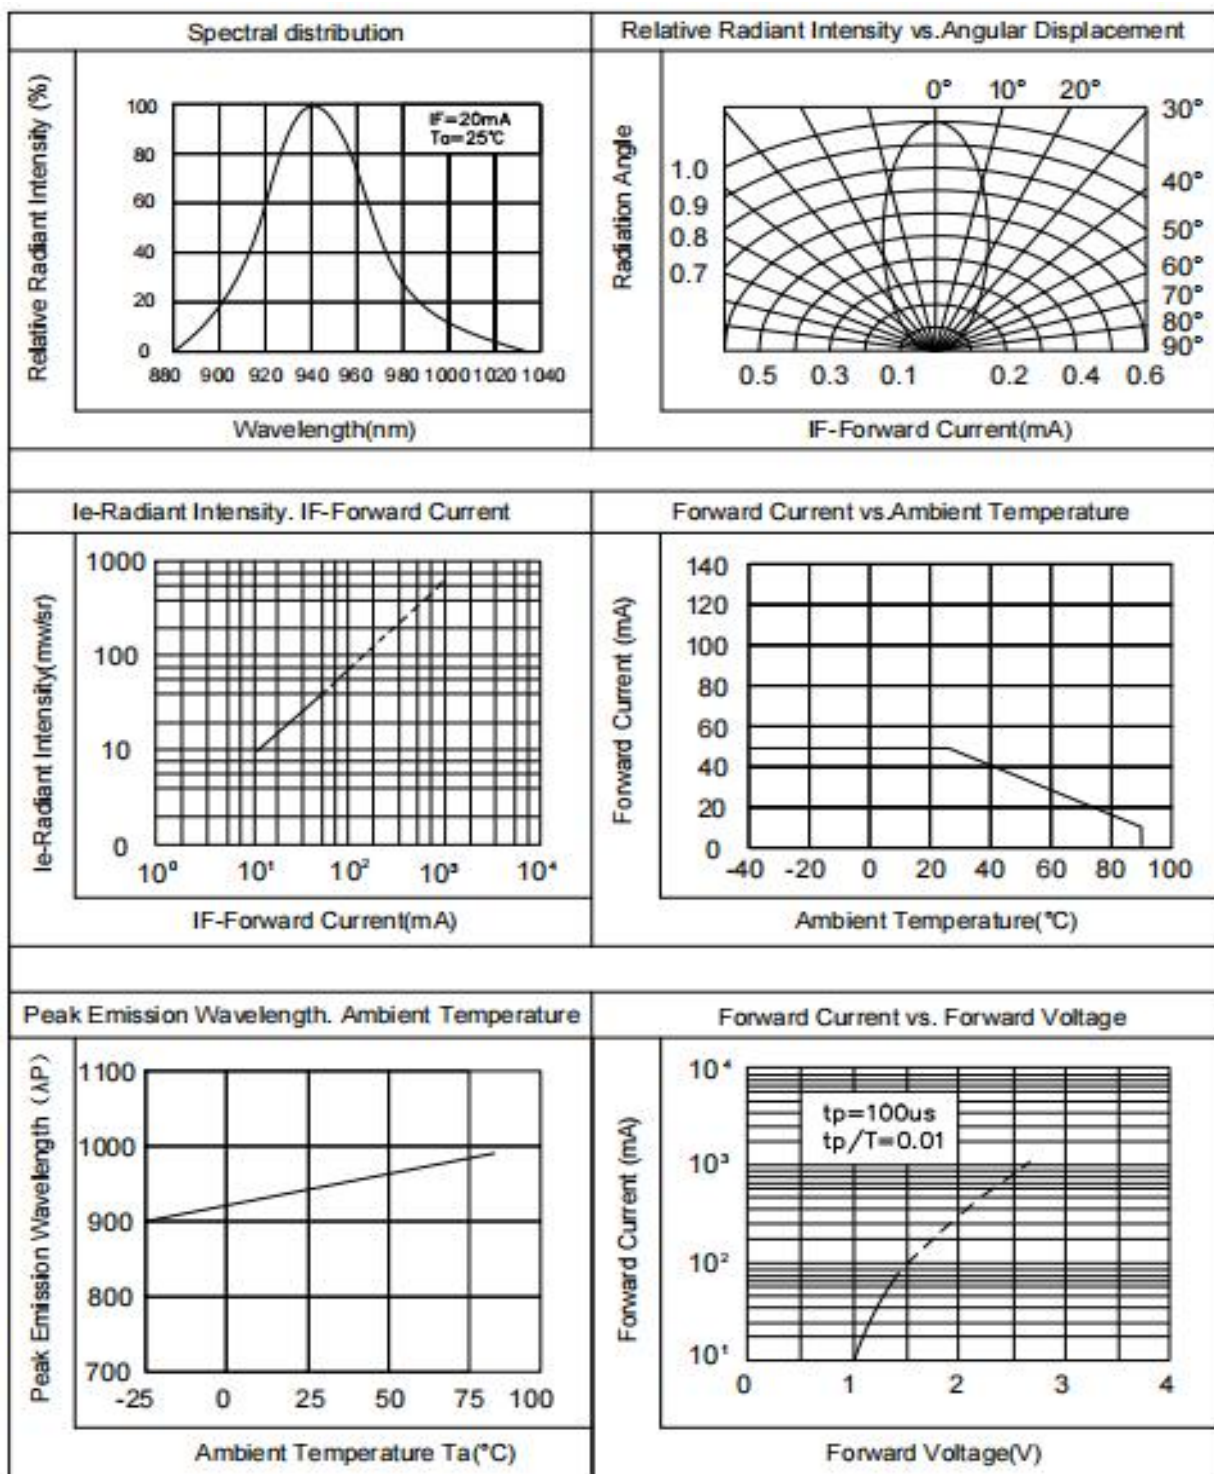 Spectral distribution
Relative Radiant Intensity (%)
100
80
60
40
20
0
IF=20mA
Ta=25℃
880 900 920 940 960 980 1000 1020 1040
Wavelength(nm)
Relative Radiant Intensity vs.Angular Displacement
Radiation Angle
0° 10° 20°
30°
40°
50°
60°
70°
80°
90°
1.0
0.9
0.8
0.7
0.5 0.3 0.1 0.2 0.4 0.6
IF-Forward Current(mA)
Ie-Radiant Intensity. IF-Forward Current
Ie-Radiant Intensity(mw/sr)
1000
100
10
0
10⁰ 10¹ 10² 10³ 10⁴
IF-Forward Current(mA)
Forward Current vs.Ambient Temperature
Forward Current (mA)
140
120
100
80
60
40
20
0
-40 -20 0 20 40 60 80 100
Ambient Temperature(℃)
Peak Emission Wavelength. Ambient Temperature
Peak Emission Wavelength (λP)
1100
1000
900
800
700
-25 0 25 50 75 100
Ambient Temperature Ta(℃)
Forward Current vs. Forward Voltage
Forward Current (mA)
10⁴
10³
10²
10¹
tp=100us
tp/T=0.01
0 1 2 3 4
Forward Voltage(V)